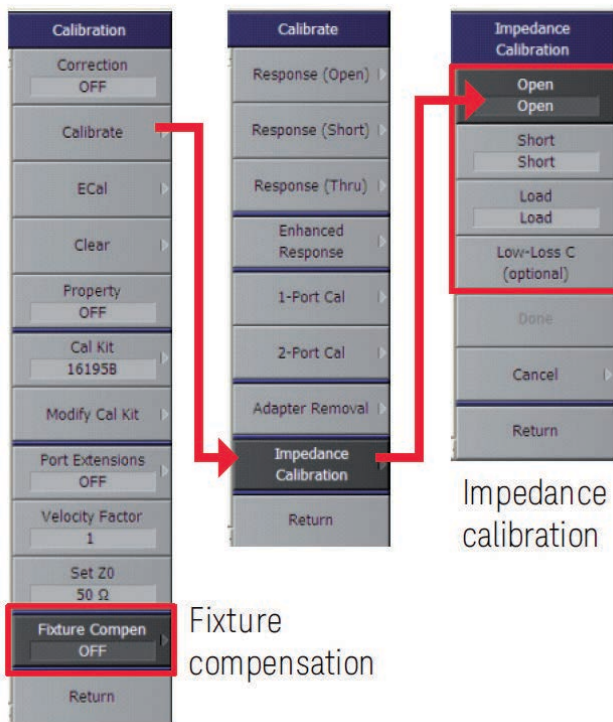 Calibration
Correction
OFF
Calibrate
ECal
Clear
Property
OFF
Cal Kit
16195B
Modify Cal Kit
Port Extensions
OFF
Velocity Factor
1
Set Z0
50 Ω
Fixture Compen
OFF
Return
Fixture
compensation
Calibrate
Response (Open)
Response (Short)
Response (Thru)
Enhanced
Response
1-Port Cal
2-Port Cal
Adapter Removal
Impedance
Calibration
Return
Impedance
Calibration
Open
Open
Short
Short
Load
Load
Low-Loss C
(optional)
Done
Cancel
Return
Impedance
calibration